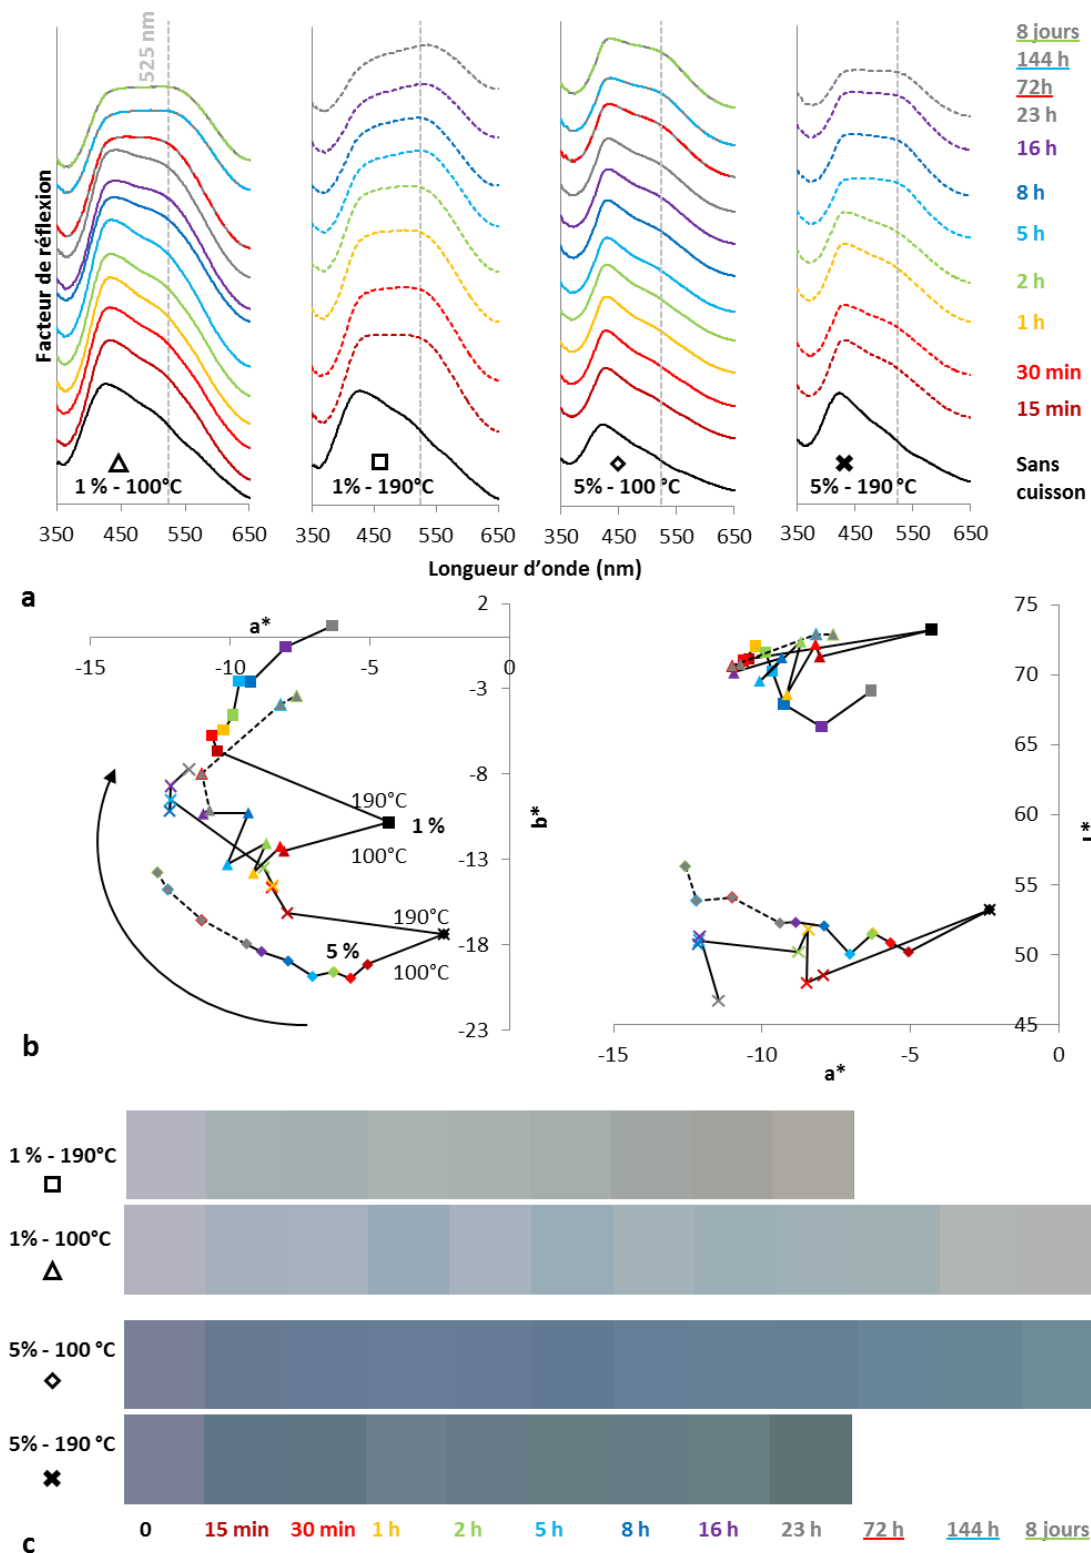 525 nm
Facteur de réflexion
8 jours
144 h
72h
23 h
16 h
8 h
5 h
2 h
1 h
30 min
15 min
Sans
cuisson
1 % - 100°C
1% - 190°C
5% - 100 °C
5% - 190 °C
350 450 550 650
350 450 550 650
350 450 550 650
350 450 550 650
Longueur d'onde (nm)
a
2
a*
-15 -10 -5 0
-3
-8
-13
-18
-23
b*
190°C
1 %
100°C
190°C
5 %
100°C
75
70
65
60
55
50
45
L*
-15 -10 -5 0
a*
b
1 % - 190°C
1% - 100°C
5% - 100 °C
5% - 190 °C
0 15 min 30 min 1 h 2 h 5 h 8 h 16 h 23 h 72 h 144 h 8 jours
c